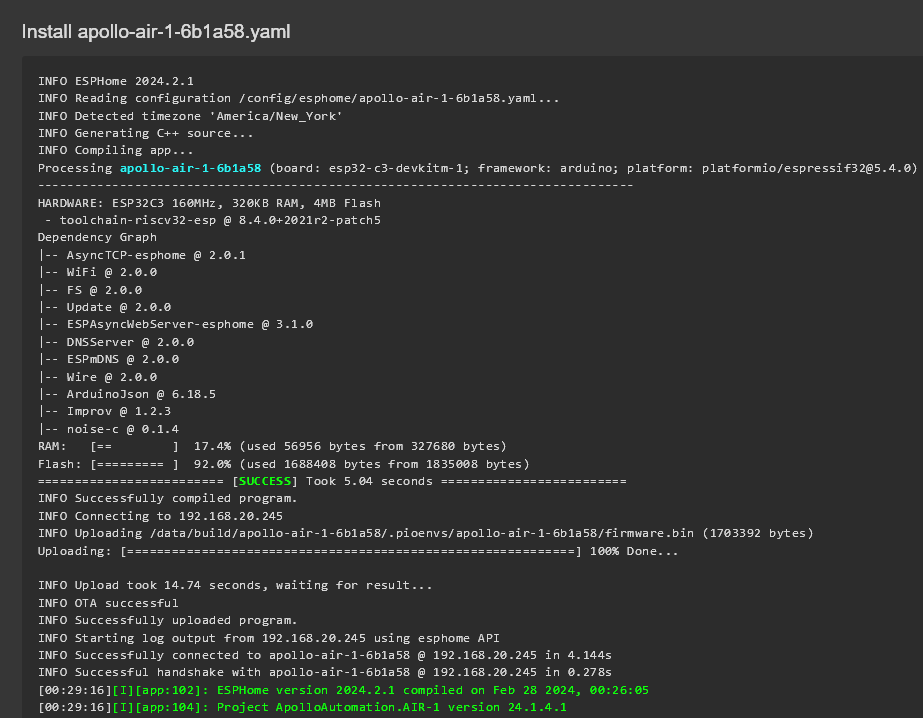 Install apollo-air-1-6b1a58.yaml
INFO ESPHome 2024.2.1
INFO Reading configuration /config/esphome/apollo-air-1-6b1a58.yaml...
INFO Detected timezone 'America/New_York'
INFO Generating C++ source...
INFO Compiling app...
Processing apollo-air-1-6b1a58 (board: esp32-c3-devkitm-1; framework: arduino; platform: platformio/espressif32@5.4.0)
--------------------------------------------------------------------------------
HARDWARE: ESP32C3 160MHz, 320KB RAM, 4MB Flash
 - toolchain-riscv32-esp @ 8.4.0+2021r2-patch5
Dependency Graph
|-- AsyncTCP-esphome @ 2.0.1
|-- WiFi @ 2.0.0
|-- FS @ 2.0.0
|-- Update @ 2.0.0
|-- ESPAsyncWebServer-esphome @ 3.1.0
|-- DNSServer @ 2.0.0
|-- ESPmDNS @ 2.0.0
|-- Wire @ 2.0.0
|-- ArduinoJson @ 6.18.5
|-- Improv @ 1.2.3
|-- noise-c @ 0.1.4
RAM:   [==        ]  17.4% (used 56956 bytes from 327680 bytes)
Flash: [========= ]  92.0% (used 1688408 bytes from 1835008 bytes)
========================= [SUCCESS] Took 5.04 seconds =========================
INFO Successfully compiled program.
INFO Connecting to 192.168.20.245
INFO Uploading /data/build/apollo-air-1-6b1a58/.pioenvs/apollo-air-1-6b1a58/firmware.bin (1703392 bytes)
Uploading: [============================================================] 100% Done...
INFO Upload took 14.74 seconds, waiting for result...
INFO OTA successful
INFO Successfully uploaded program.
INFO Starting log output from 192.168.20.245 using esphome API
INFO Successfully connected to apollo-air-1-6b1a58 @ 192.168.20.245 in 4.144s
INFO Successful handshake with apollo-air-1-6b1a58 @ 192.168.20.245 in 0.278s
[00:29:16][I][app:102]: ESPHome version 2024.2.1 compiled on Feb 28 2024, 00:26:05
[00:29:16][I][app:104]: Project ApolloAutomation.AIR-1 version 24.1.4.1